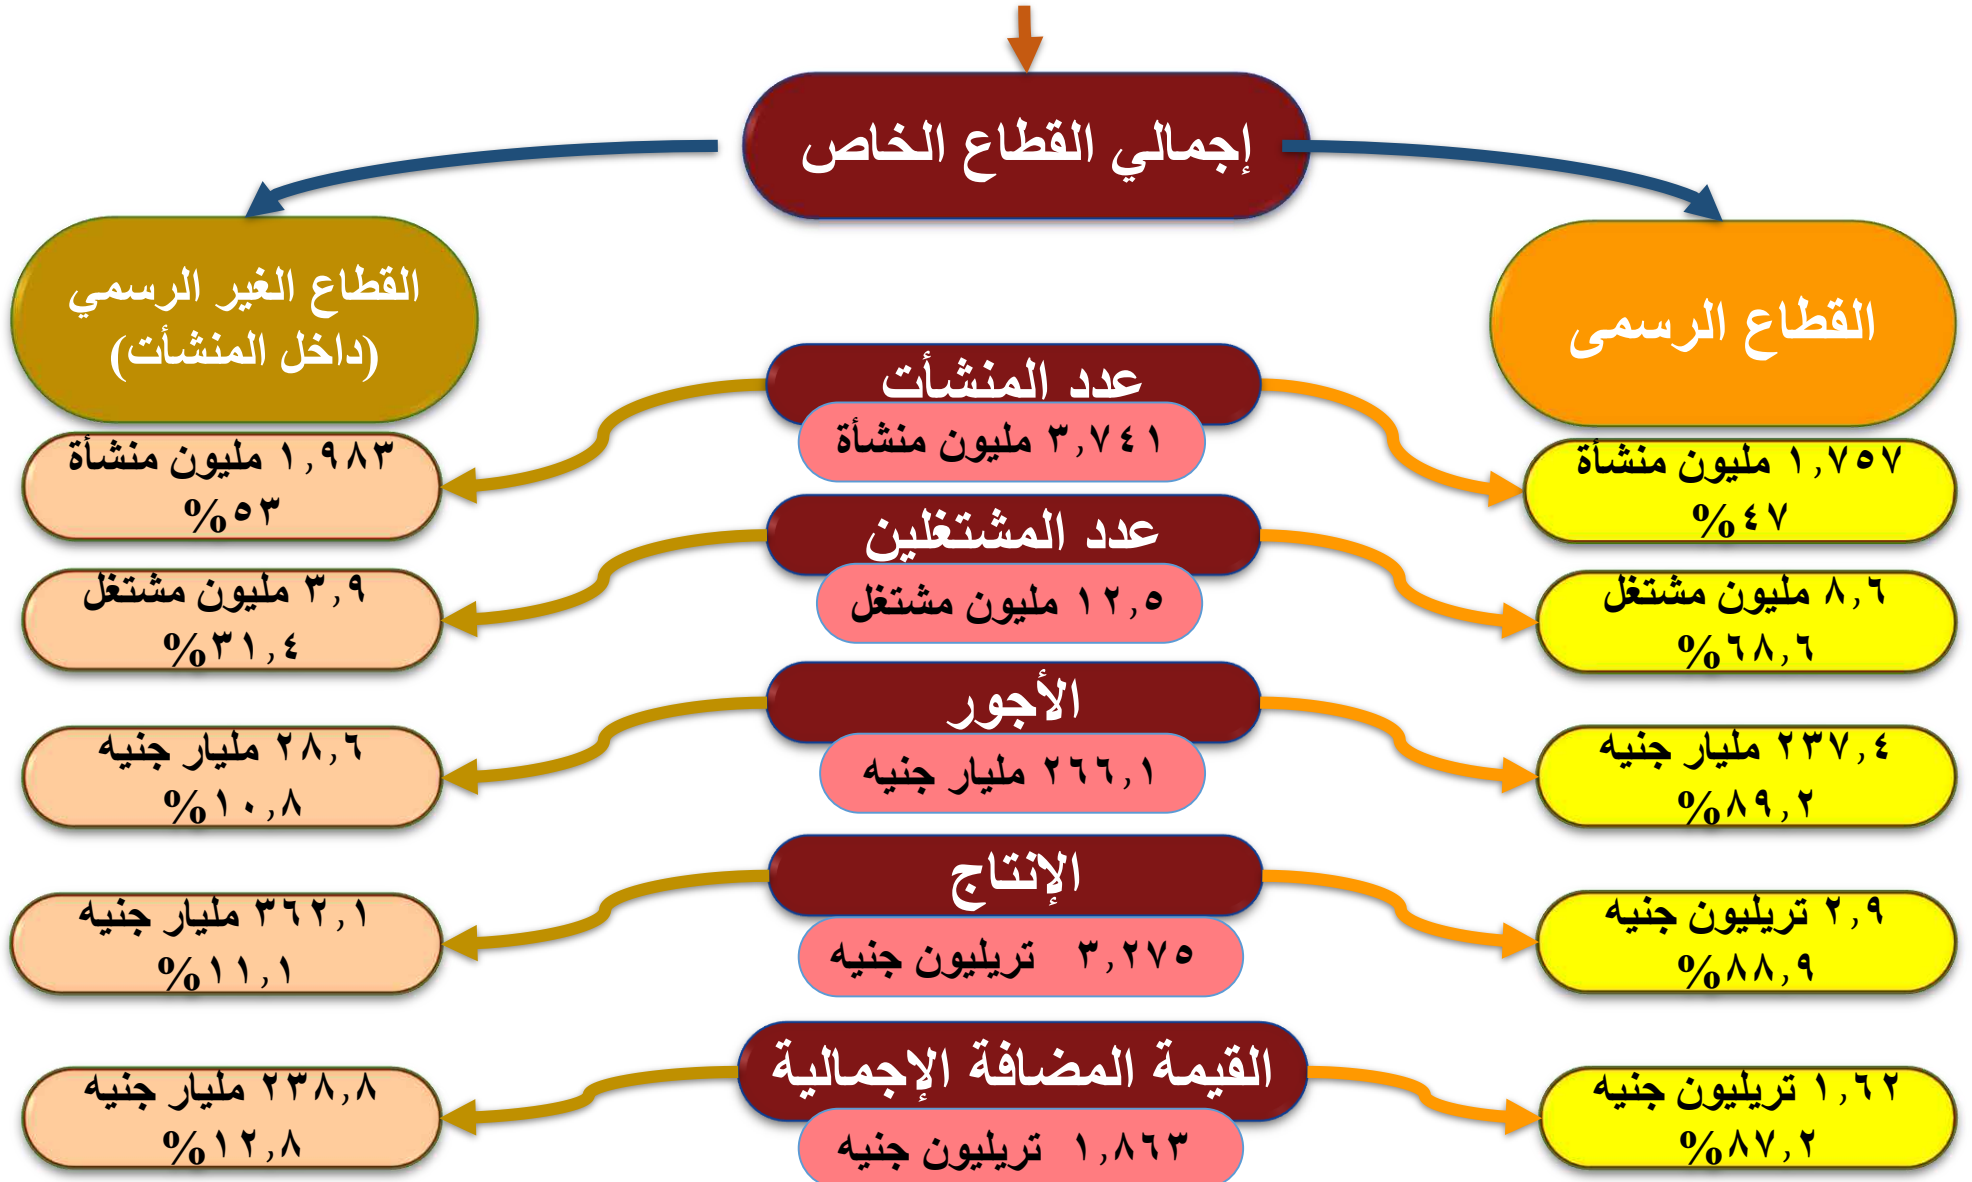 إجمالي القطاع الخاص
القطاع الرسمى
القطاع الغير الرسمي
(داخل المنشأت)
عدد المنشأت
٣,٧٤١ مليون منشأة
١,٧٥٧ مليون منشأة
٤٧%
١,٩٨٣ مليون منشأة
٥٣%
عدد المشتغلين
١٢,٥ مليون مشتغل
٨,٦ مليون مشتغل
٦٨,٦%
٣,٩ مليون مشتغل
٣١,٤%
الأجور
٢٦٦,١ مليار جنيه
٢٣٧,٤ مليار جنيه
٨٩,٢%
٢٨,٦ مليار جنيه
١٠,٨%
الإنتاج
٣,٢٧٥ تريليون جنيه
٢,٩ تريليون جنيه
٨٨,٩%
٣٦٢,١ مليار جنيه
١١,١%
القيمة المضافة الإجمالية
١,٨٦٣ تريليون جنيه
١,٦٢ تريليون جنيه
٨٧,٢%
٢٣٨,٨ مليار جنيه
١٢,٨%